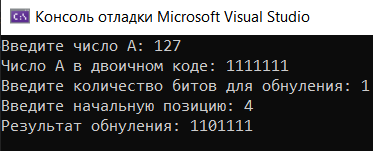 C:\ Консоль отладки Microsoft Visual Studio
Введите число A: 127
Число A в двоичном коде: 1111111
Введите количество битов для обнуления: 1
Введите начальную позицию: 4
Результат обнуления: 1101111